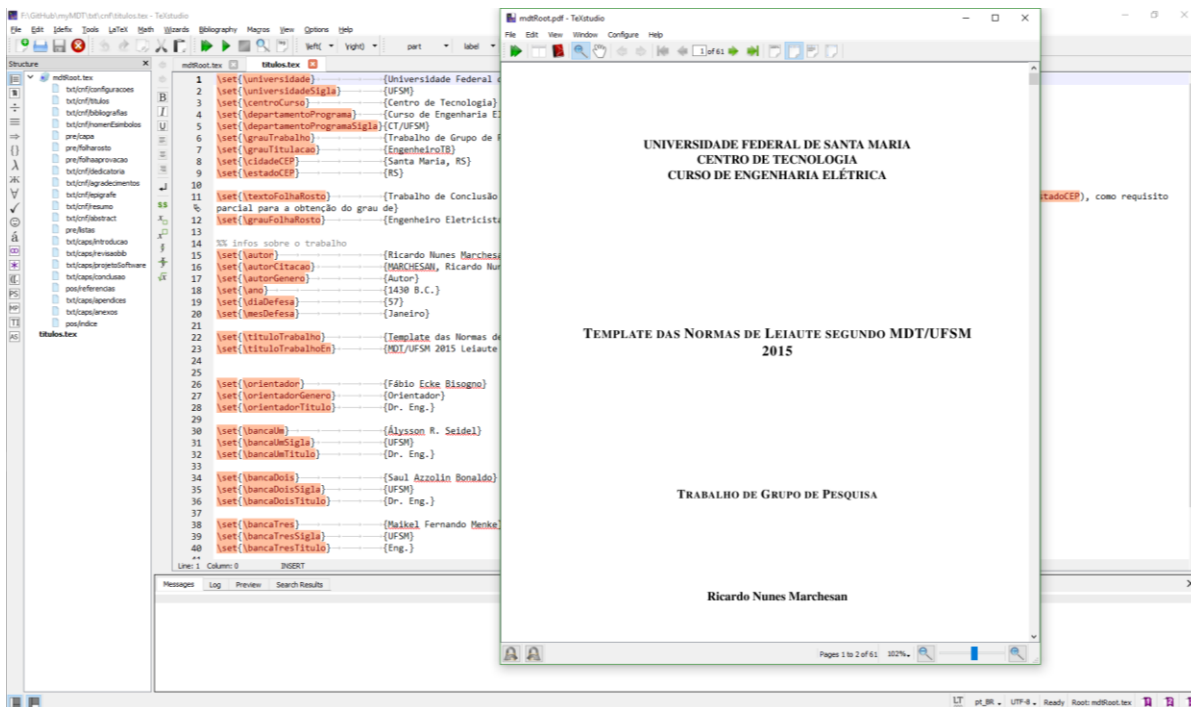 F:\GitHub\myMDT\txt\cnf\titulos.tex - TeXstudio
File Edit Idefix Tools LaTeX Math Wizards Bibliography Magros View Options Help
\left( \right) part label
Structure
mdtRoot.tex
txt/cnf/configuracoes
txt/cnf/titulos
txt/cnf/bibliografias
txt/cnf/nomenEsimbolos
pre/capa
pre/folharosto
pre/folhaaprovacao
txt/cnf/dedicatoria
txt/cnf/agradecimentos
txt/cnf/epigrafe
txt/cnf/resumo
txt/cnf/abstract
pre/listas
txt/caps/introducao
txt/caps/revisaobib
txt/caps/projetoSoftware
txt/caps/conclusao
pos/referencias
txt/caps/apendices
txt/caps/anexos
pos/indice
titulos.tex
mdtRoot.tex titulos.tex
1 \set{\universidade} {Universidade Federal
2 \set{\universidadeSigla} {UFSM}
3 \set{\centroCurso} {Centro de Tecnologia}
4 \set{\departamentoPrograma} {Curso de Engenharia
5 \set{\departamentoProgramaSigla}{CT/UFSM}
6 \set{\grauTrabalho} {Trabalho de Grupo de
7 \set{\grauTitulacao} {EngenheiroTB}
8 \set{\cidadeCEP} {Santa Maria, RS}
9 \set{\estadoCEP} {RS}
10
11 \set{\textoFolhaRosto} {Trabalho de Conclusão tadoCEP}), como requisito
parcial para a obtenção do grau de}
12 \set{\grauFolhaRosto} {Engenheiro Eletricista
13
14 %% infos sobre o trabalho
15 \set{\autor} {Ricardo Nunes Marchesa
16 \set{\autorCitacao} {MARCHESAN, Ricardo Nun
17 \set{\autorGenero} {Autor}
18 \set{\ano} {1430 B.C.}
19 \set{\diaDefesa} {57}
20 \set{\mesDefesa} {Janeiro}
21
22 \set{\tituloTrabalho} {Template das Normas de
23 \set{\tituloTrabalhoEn} {MDT/UFSM 2015 Leiaute
24
25
26 \set{\orientador} {Fábio Ecke Bisogno}
27 \set{\orientadorGenero} {Orientador}
28 \set{\orientadorTitulo} {Dr. Eng.}
29
30 \set{\bancaUm} {Álysson R. Seidel}
31 \set{\bancaUmSigla} {UFSM}
32 \set{\bancaUmTitulo} {Dr. Eng.}
33
34 \set{\bancaDois} {Saul Azzolin Bonaldo}
35 \set{\bancaDoisSigla} {UFSM}
36 \set{\bancaDoisTitulo} {Dr. Eng.}
37
38 \set{\bancaTres} {Maikel Fernando Menke
39 \set{\bancaTresSigla} {UFSM}
40 \set{\bancaTresTitulo} {Eng.}
Line: 1 Column: 0 INSERT
Messages Log Preview Search Results
mdtRoot.pdf - TeXstudio
File Edit View Window Configure Help
1 of 61
UNIVERSIDADE FEDERAL DE SANTA MARIA
CENTRO DE TECNOLOGIA
CURSO DE ENGENHARIA ELÉTRICA
TEMPLATE DAS NORMAS DE LEIAUTE SEGUNDO MDT/UFSM
2015
TRABALHO DE GRUPO DE PESQUISA
Ricardo Nunes Marchesan
Pages 1 to 2 of 61 102%
LT pt_BR UTF-8 Ready Root: mdtRoot.tex